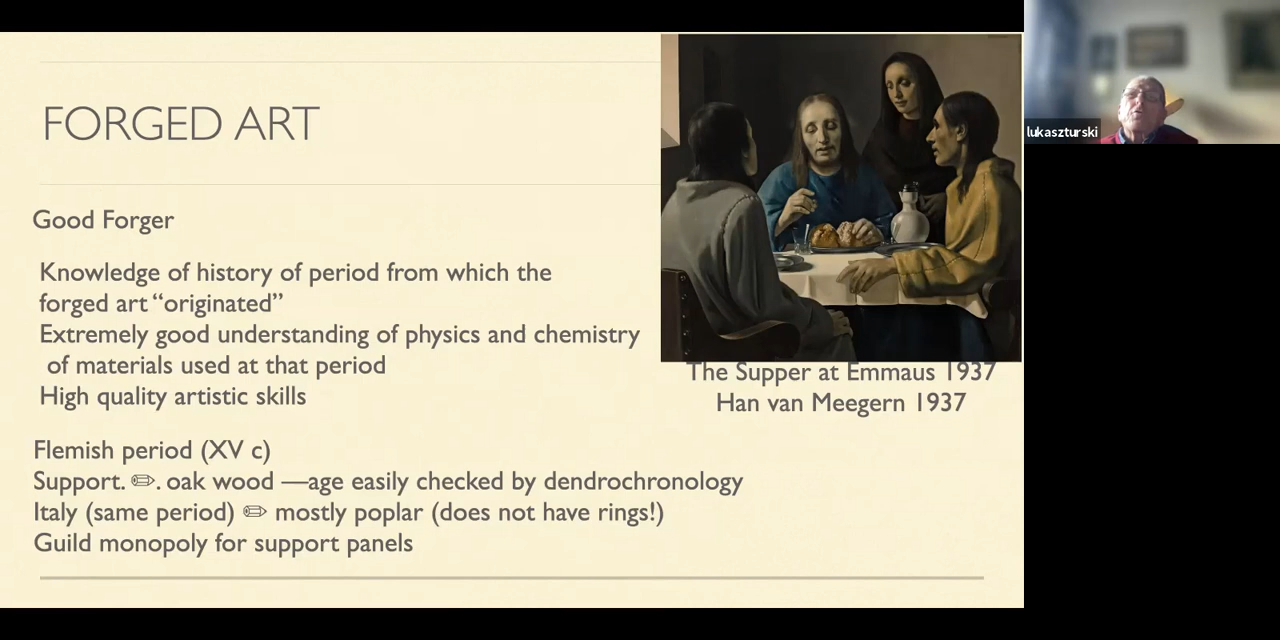 FORGED ART
Good Forger
Knowledge of history of period from which the
forged art “originated”
Extremely good understanding of physics and chemistry
of materials used at that period
High quality artistic skills
The Supper at Emmaus 1937
Han van Meegern 1937
Flemish period (XV c)
Support. ✏. oak wood —age easily checked by dendrochronology
Italy (same period) ✏ mostly poplar (does not have rings!)
Guild monopoly for support panels
lukaszturski